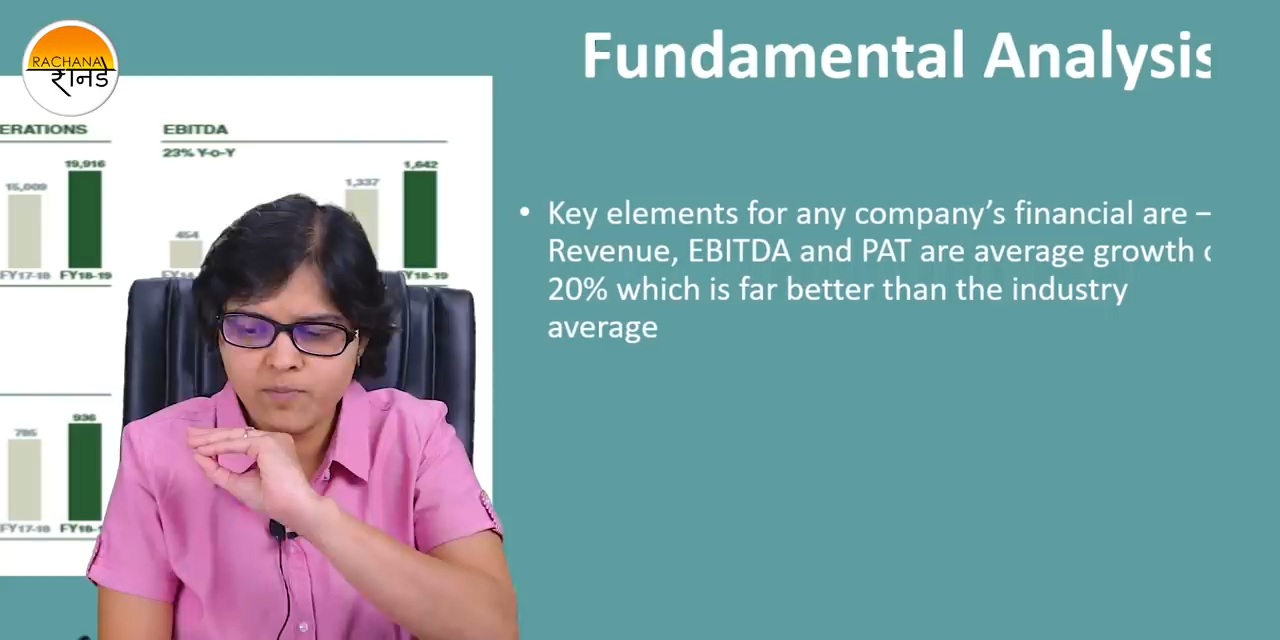 RACHANA
रानडे
Fundamental Analysis
ERATIONS
EBITDA
23% Y-o-Y
15,009
19,916
454
1,337
1,642
FY17-18
FY18-19
Y18-19
• Key elements for any company’s financial are –
Revenue, EBITDA and PAT are average growth
20% which is far better than the industry
average
785
936
FY17-18
FY18-1